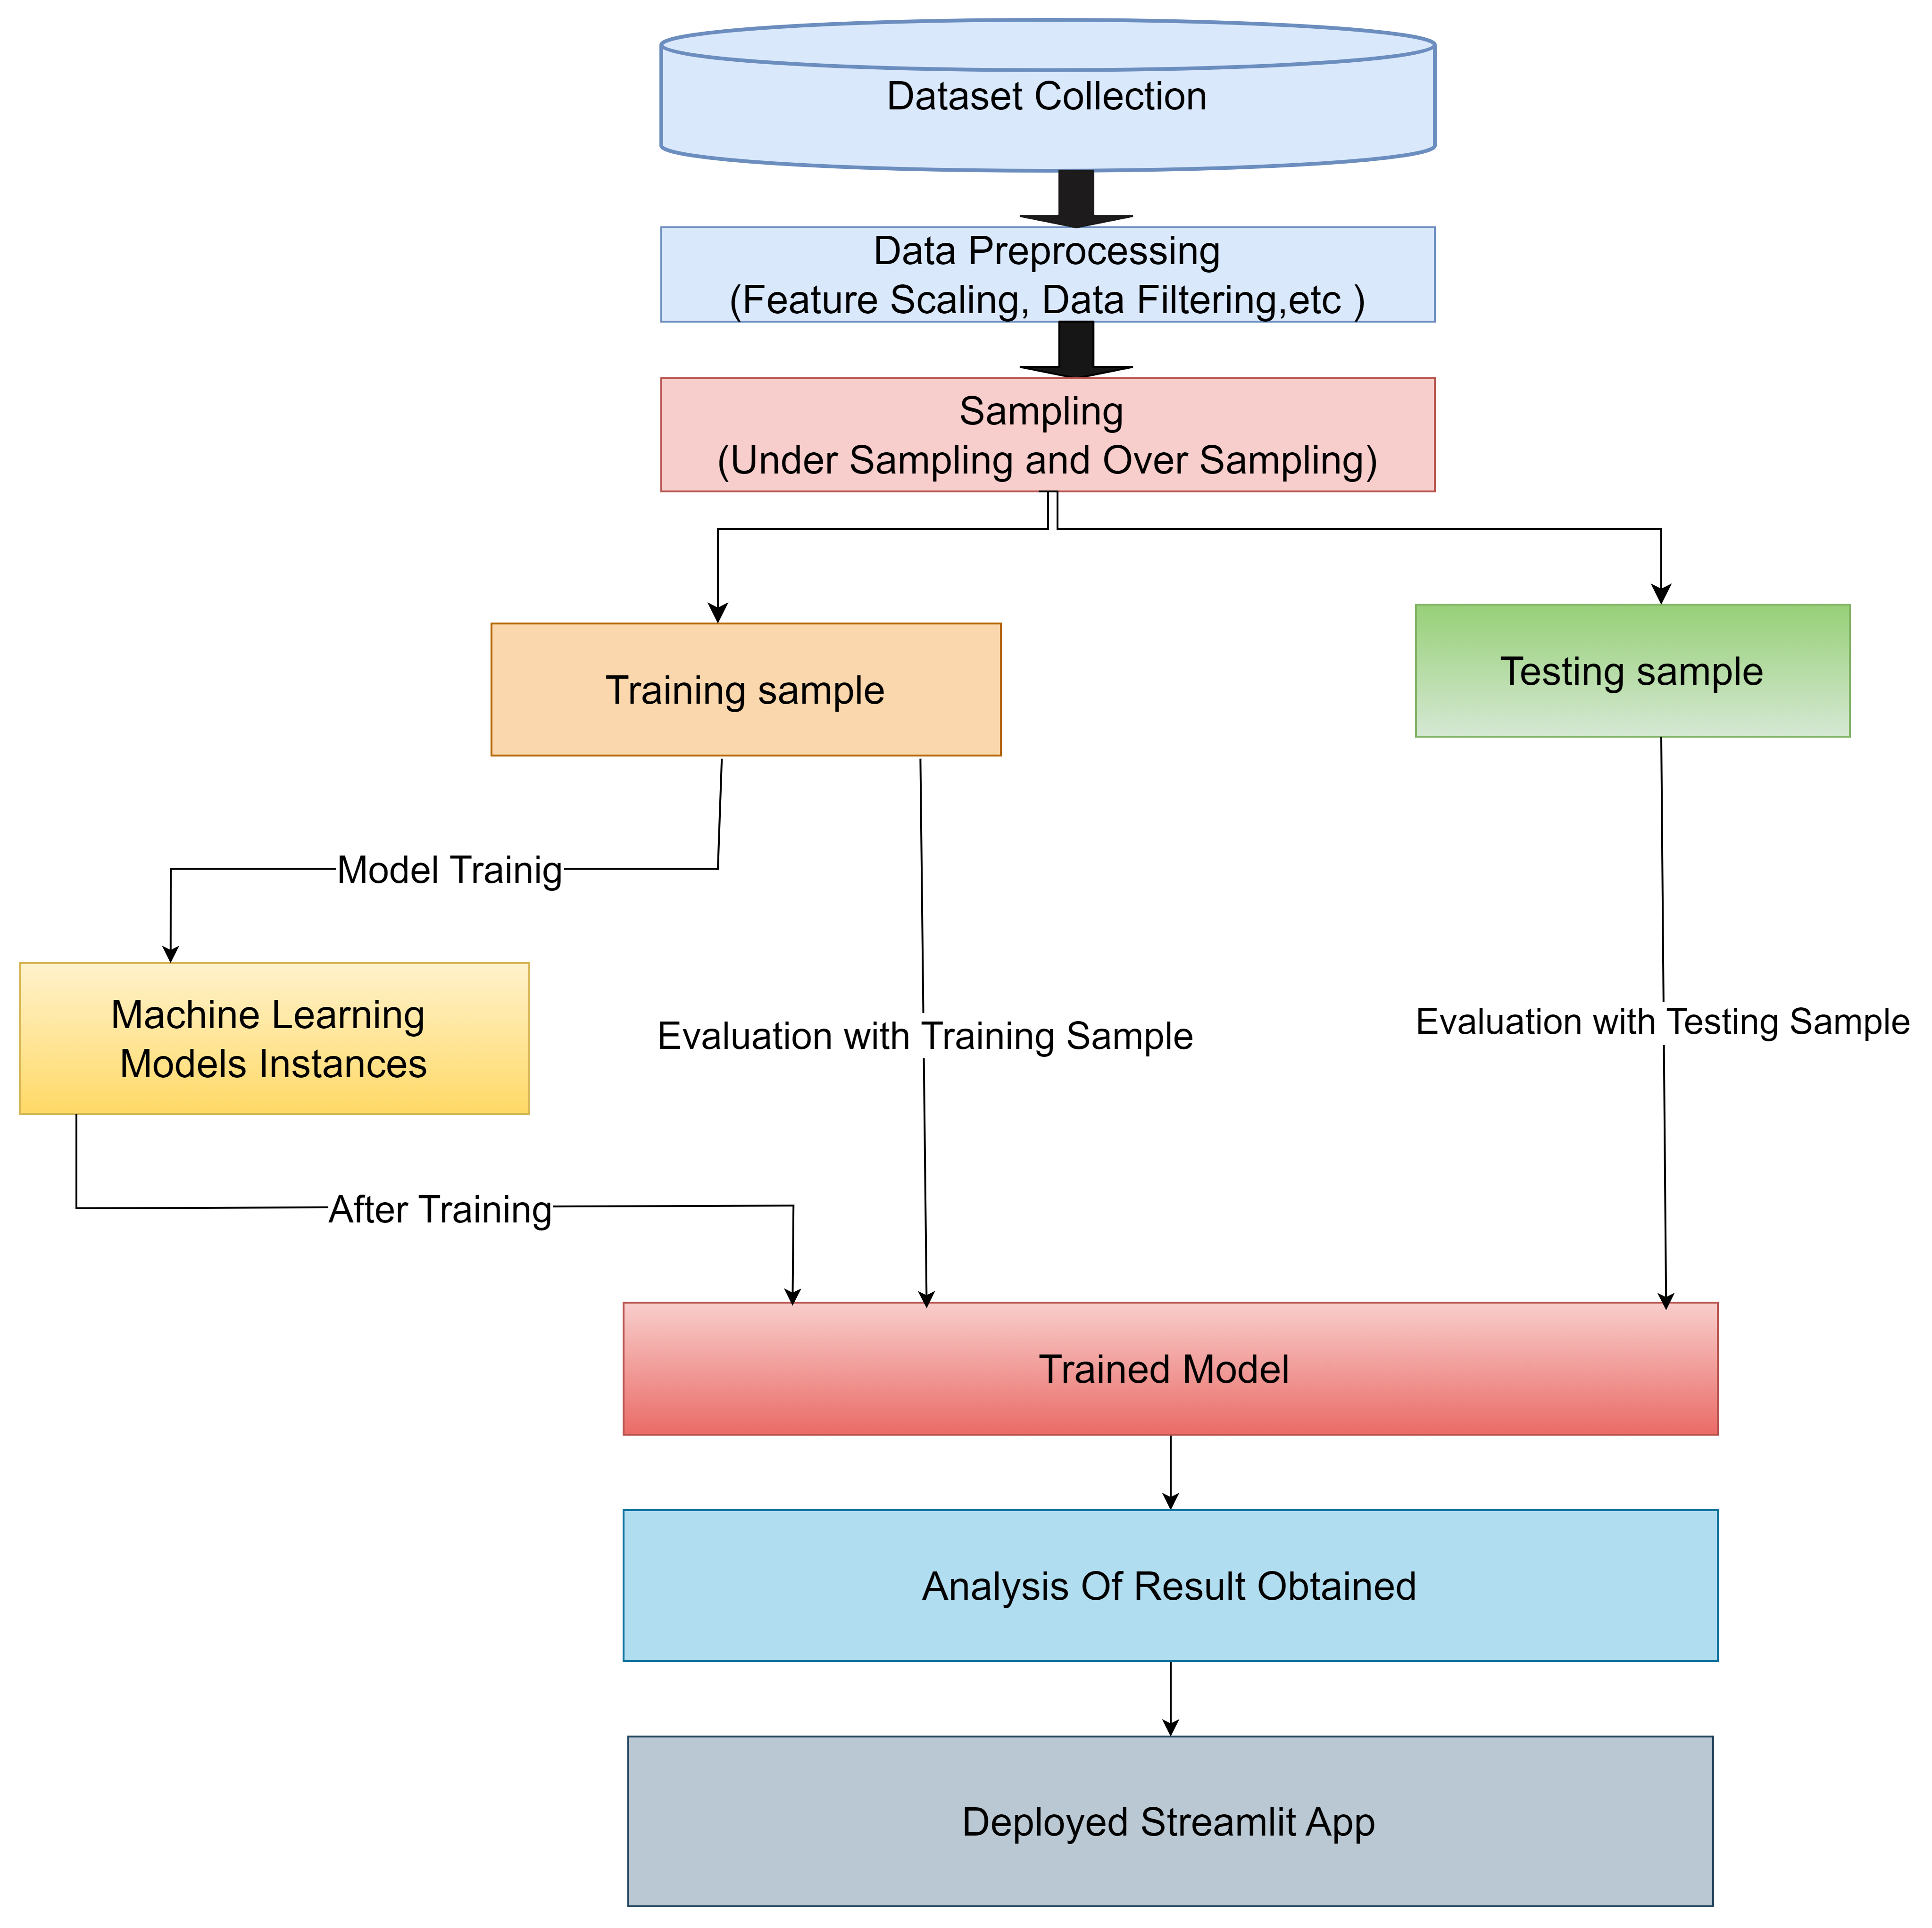 Dataset Collection
Data Preprocessing
(Feature Scaling, Data Filtering,etc )
Sampling
(Under Sampling and Over Sampling)
Training sample
Testing sample
Model Trainig
Machine Learning
Models Instances
Evaluation with Training Sample
Evaluation with Testing Sample
After Training
Trained Model
Analysis Of Result Obtained
Deployed Streamlit App